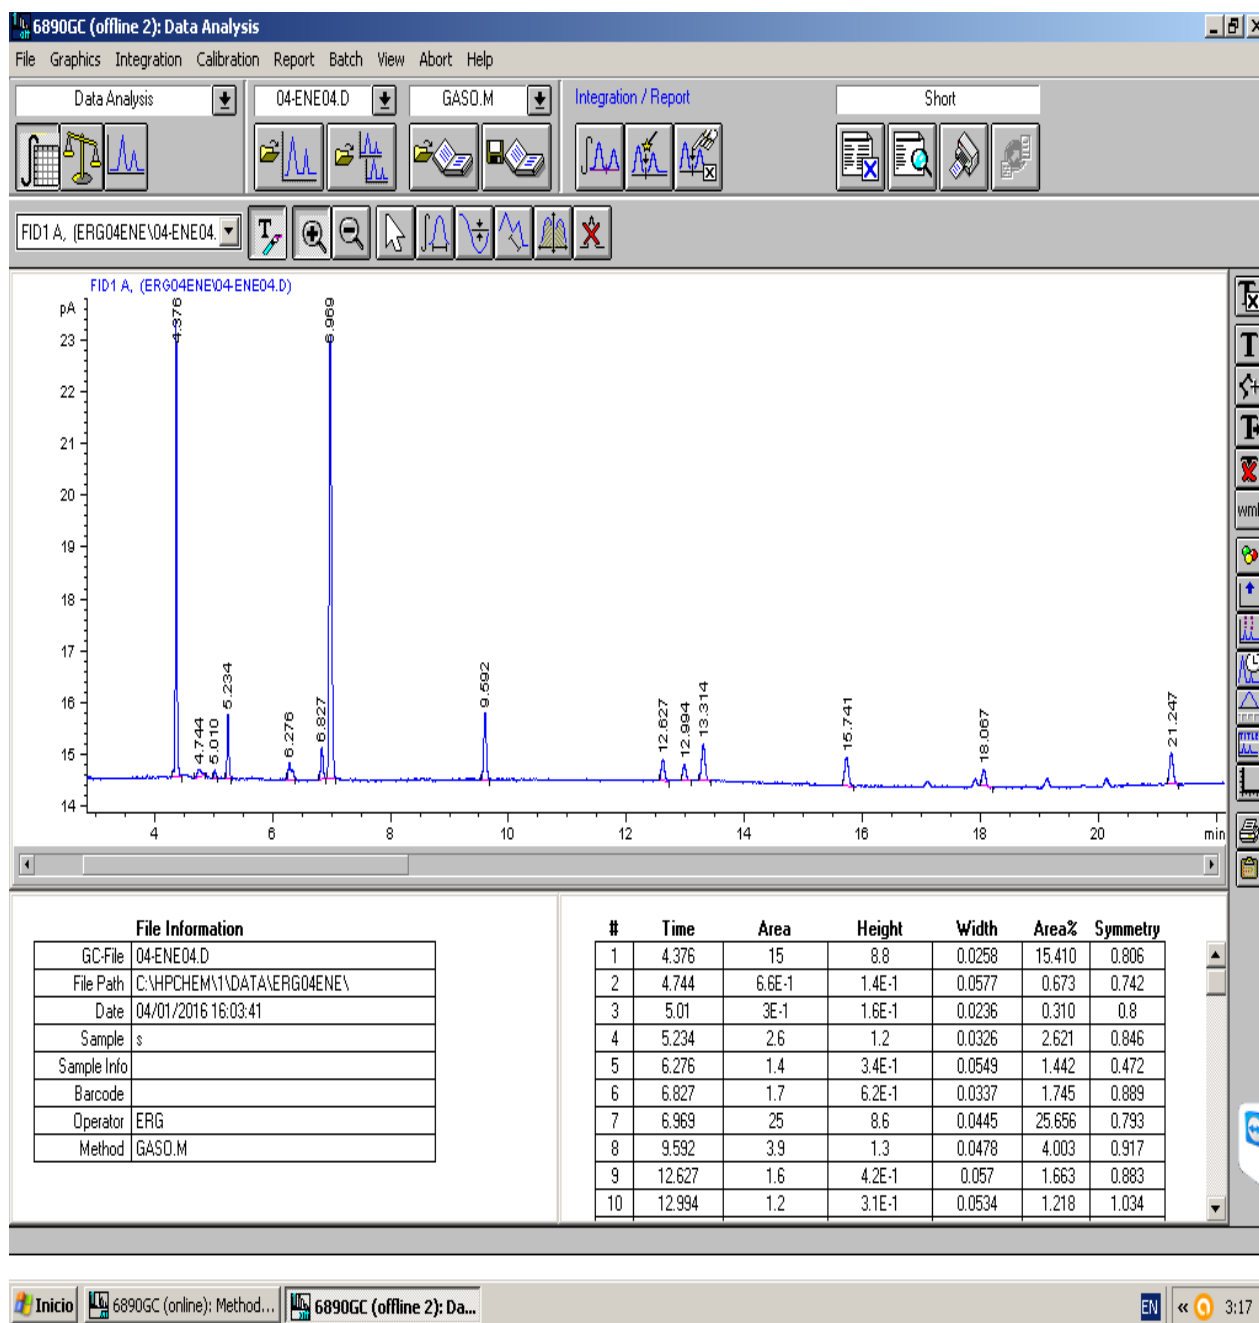 6890GC (offline 2): Data Analysis
File Graphics Integration Calibration Report Batch View Abort Help
Data Analysis 04-ENE04.D GASO.M Integration / Report Short
FID1 A, (ERG04ENE\04-ENE04.
FID1 A, (ERG04ENE\04-ENE04.D)
pA
23
22
21
20
19
18
17
16
15
14
4.376
4.744
5.010
5.234
6.276
6.827
6.969
9.592
12.627
12.994
13.314
15.741
18.067
21.247
4 6 8 10 12 14 16 18 20 min
TITLE
File Information
GC-File 04-ENE04.D
File Path C:\HPCHEM\1\DATA\ERG04ENE\
Date 04/01/2016 16:03:41
Sample s
Sample Info
Barcode
Operator ERG
Method GASO.M
# Time Area Height Width Area% Symmetry
1 4.376 15 8.8 0.0258 15.410 0.806
2 4.744 6.6E-1 1.4E-1 0.0577 0.673 0.742
3 5.01 3E-1 1.6E-1 0.0236 0.310 0.8
4 5.234 2.6 1.2 0.0326 2.621 0.846
5 6.276 1.4 3.4E-1 0.0549 1.442 0.472
6 6.827 1.7 6.2E-1 0.0337 1.745 0.889
7 6.969 25 8.6 0.0445 25.656 0.793
8 9.592 3.9 1.3 0.0478 4.003 0.917
9 12.627 1.6 4.2E-1 0.057 1.663 0.883
10 12.994 1.2 3.1E-1 0.0534 1.218 1.034
Inicio 6890GC (online): Method... 6890GC (offline 2): Da... EN « 3:17